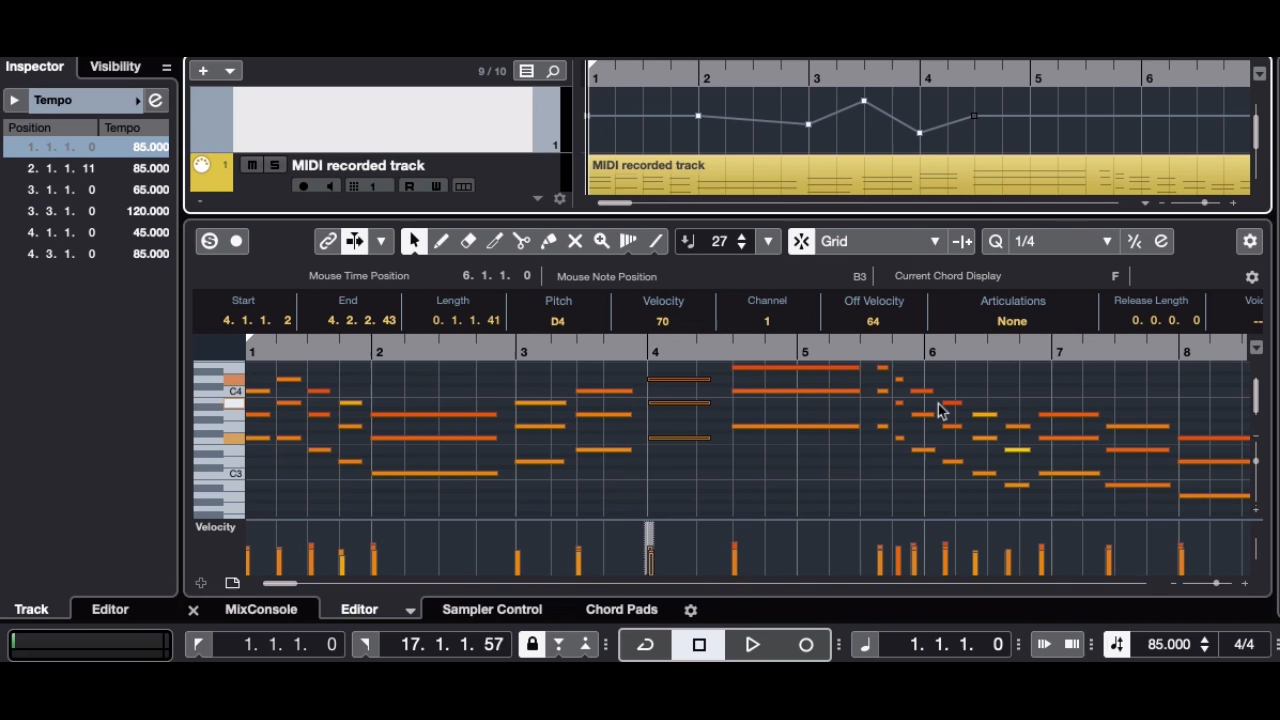 Inspector Visibility
+ 9 / 10
1 2 3 4 5 6
Tempo
Position Tempo
1. 1. 1. 0 85.000
2. 1. 1. 11 85.000
3. 1. 1. 0 65.000
3. 3. 1. 0 120.000
4. 1. 1. 0 45.000
4. 3. 1. 0 85.000
1
1 m S MIDI recorded track
1 R W
MIDI recorded track
S 27 Grid Q 1/4
Mouse Time Position 6. 1. 1. 0 Mouse Note Position B3 Current Chord Display F
Start End Length Pitch Velocity Channel Off Velocity Articulations Release Length Voic
4. 1. 1. 2 4. 2. 2. 43 0. 1. 1. 41 D4 70 1 64 None 0. 0. 0. 0 --
1 2 3 4 5 6 7 8
C4
C3
Velocity
Track Editor
MixConsole Editor Sampler Control Chord Pads
1. 1. 1. 0 17. 1. 1. 57 1. 1. 1. 0 85.000 4/4